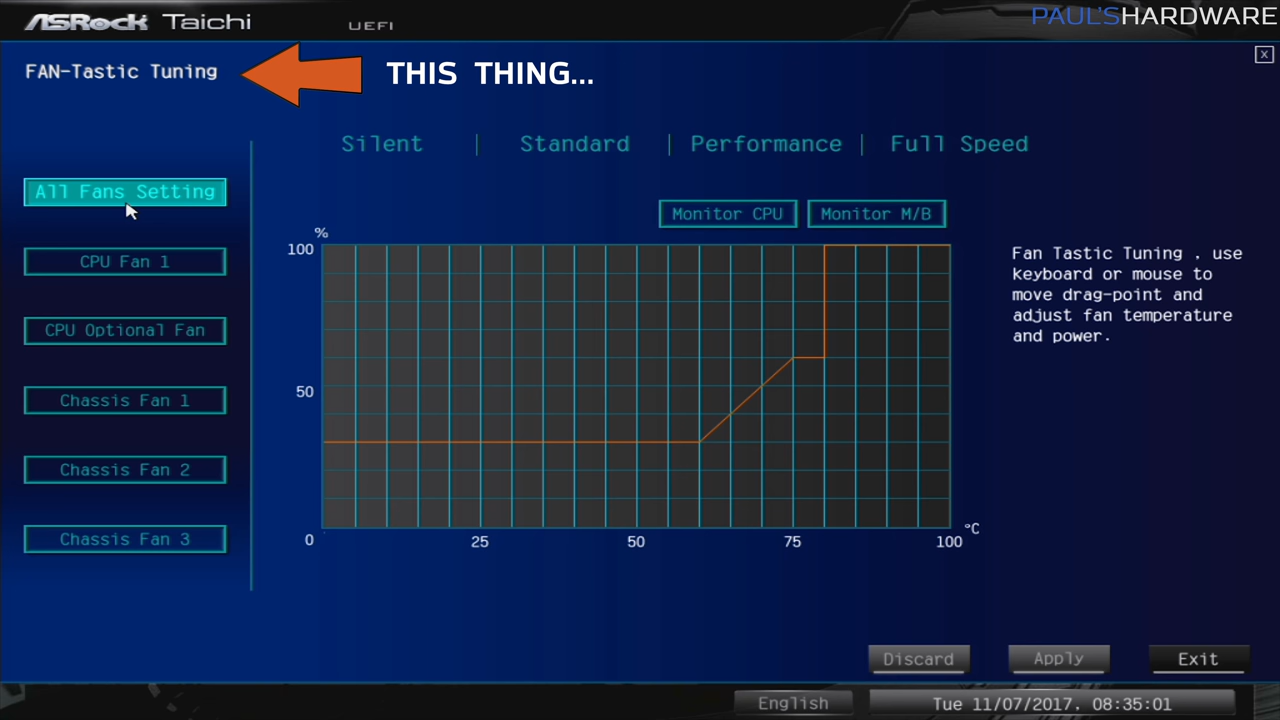 ASRock Taichi UEFI
PAUL'SHARDWARE
FAN-Tastic Tuning
THIS THING...
x
Silent | Standard | Performance | Full Speed
All Fans Setting
CPU Fan 1
CPU Optional Fan
Chassis Fan 1
Chassis Fan 2
Chassis Fan 3
Monitor CPU
Monitor M/B
%
100
50
0
25
50
75
100
°C
Fan Tastic Tuning . use
keyboard or mouse to
move drag-point and
adjust fan temperature
and power.
Discard
Apply
Exit
English
Tue 11/07/2017. 08:35:01